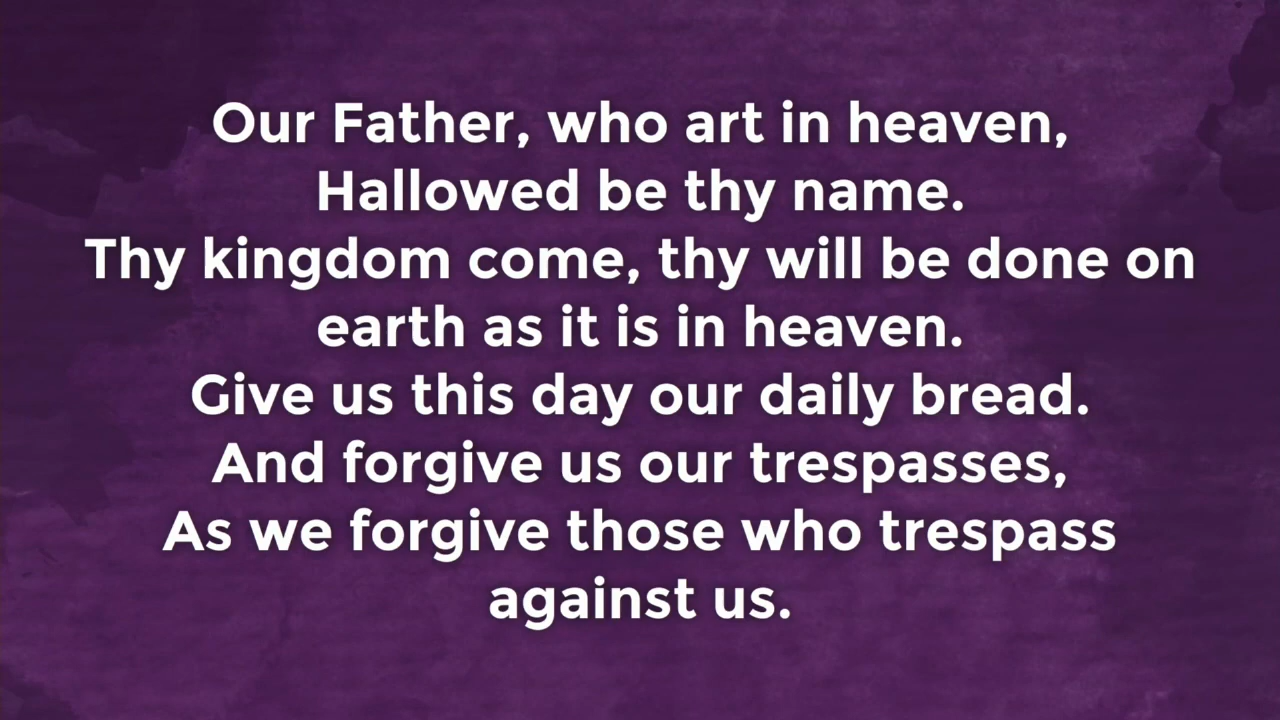 Our Father, who art in heaven,
Hallowed be thy name.
Thy kingdom come, thy will be done on
earth as it is in heaven.
Give us this day our daily bread.
And forgive us our trespasses,
As we forgive those who trespass
against us.